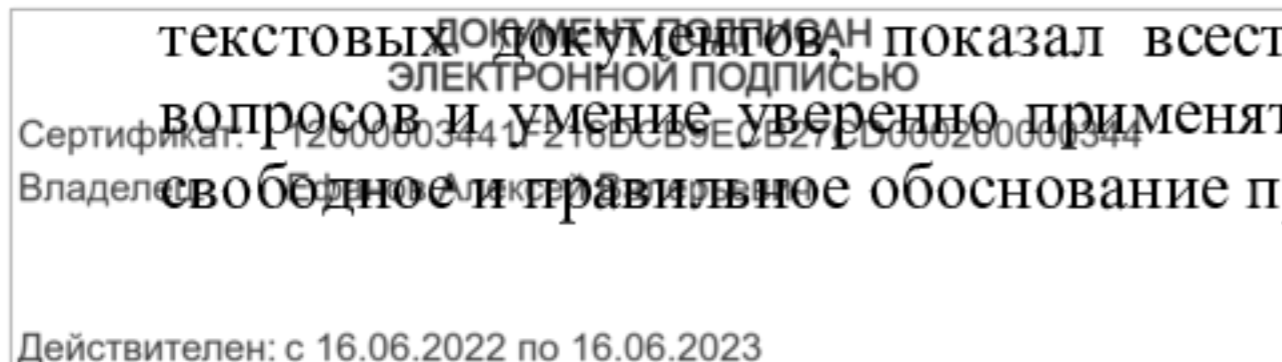 ДОКУМЕНТ ПОДПИСАН
текстовых документов, показал всест
ЭЛЕКТРОННОЙ ПОДПИСЬЮ
вопросов и умение уверенно применят
Сертификат:
Владелец: Алексей
свободное и правильное обоснование
Действителен: с 16.06.2022 по 16.06.2023